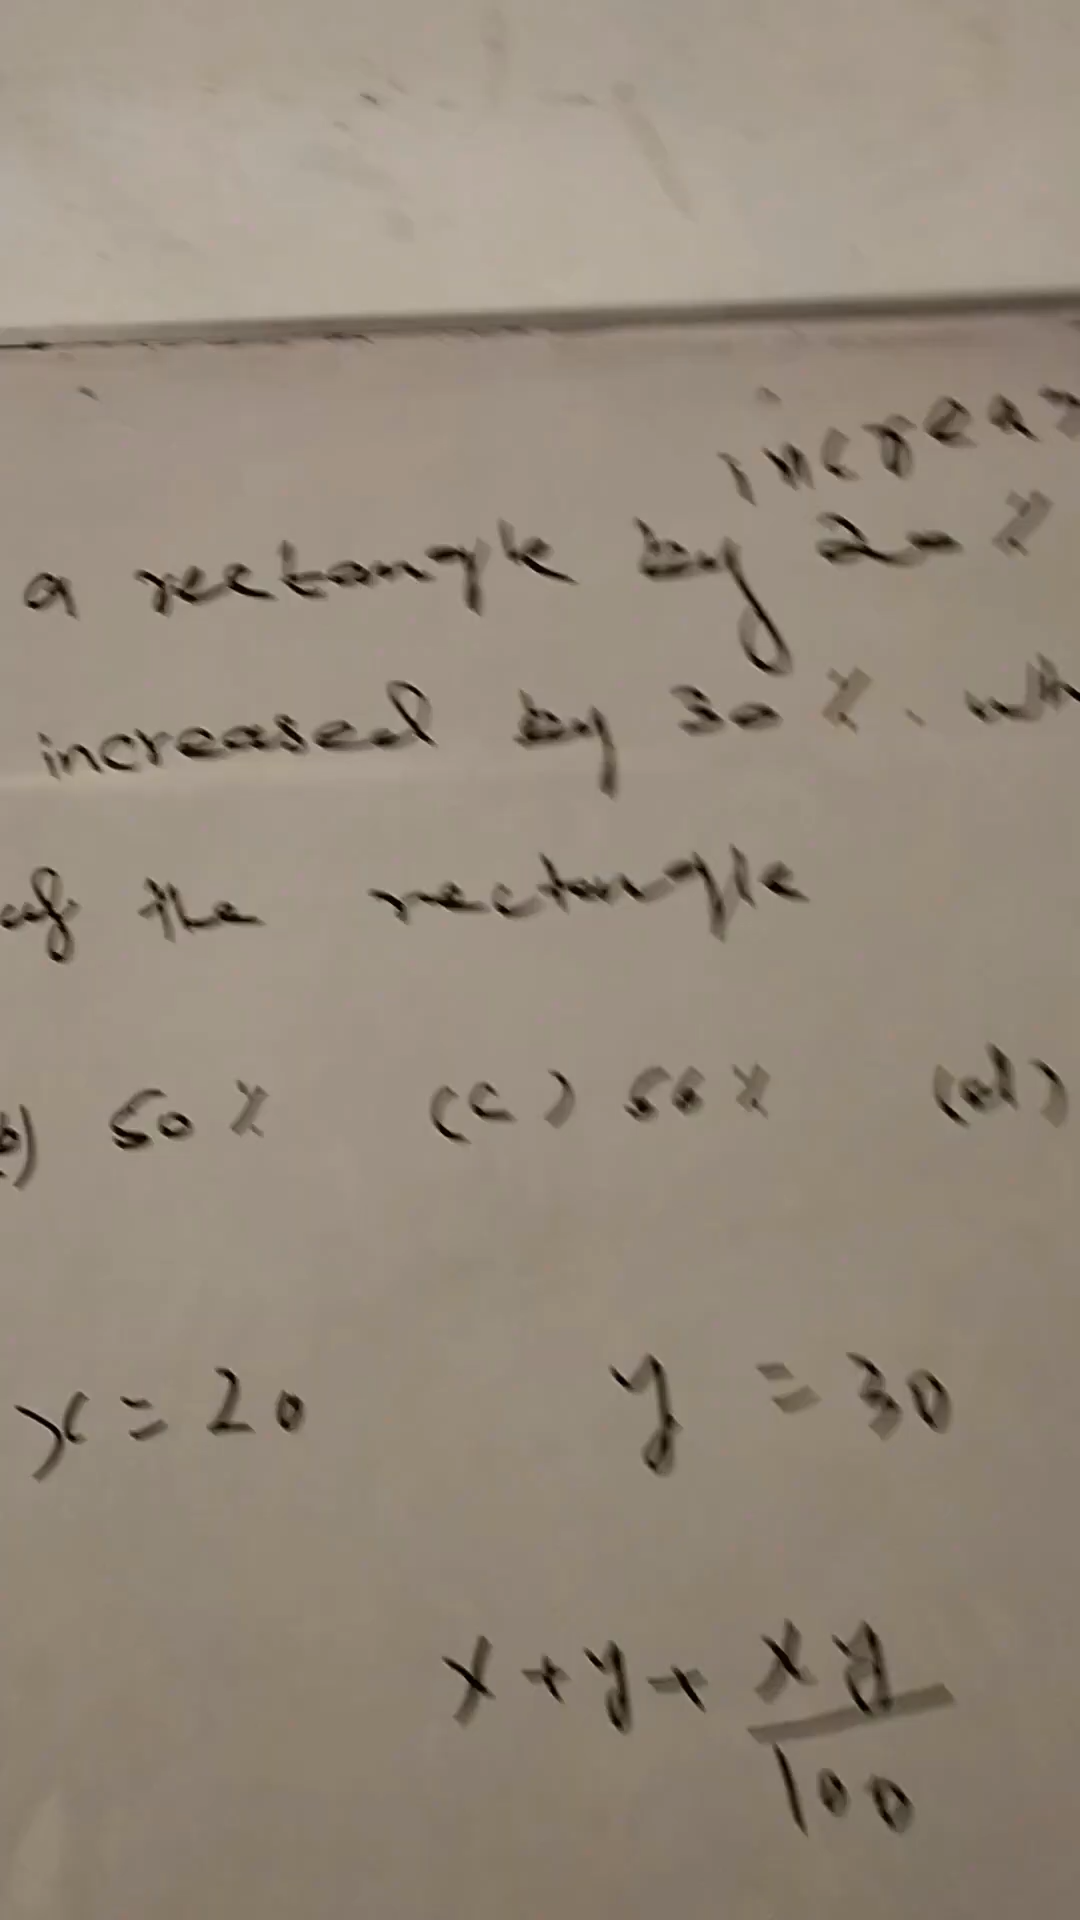 increas
a rectangle by 20%
increased by 30%. wh
of the rectangle
b) 50% (c) 56% (d)
x = 20 y = 30
x + y + xy/100